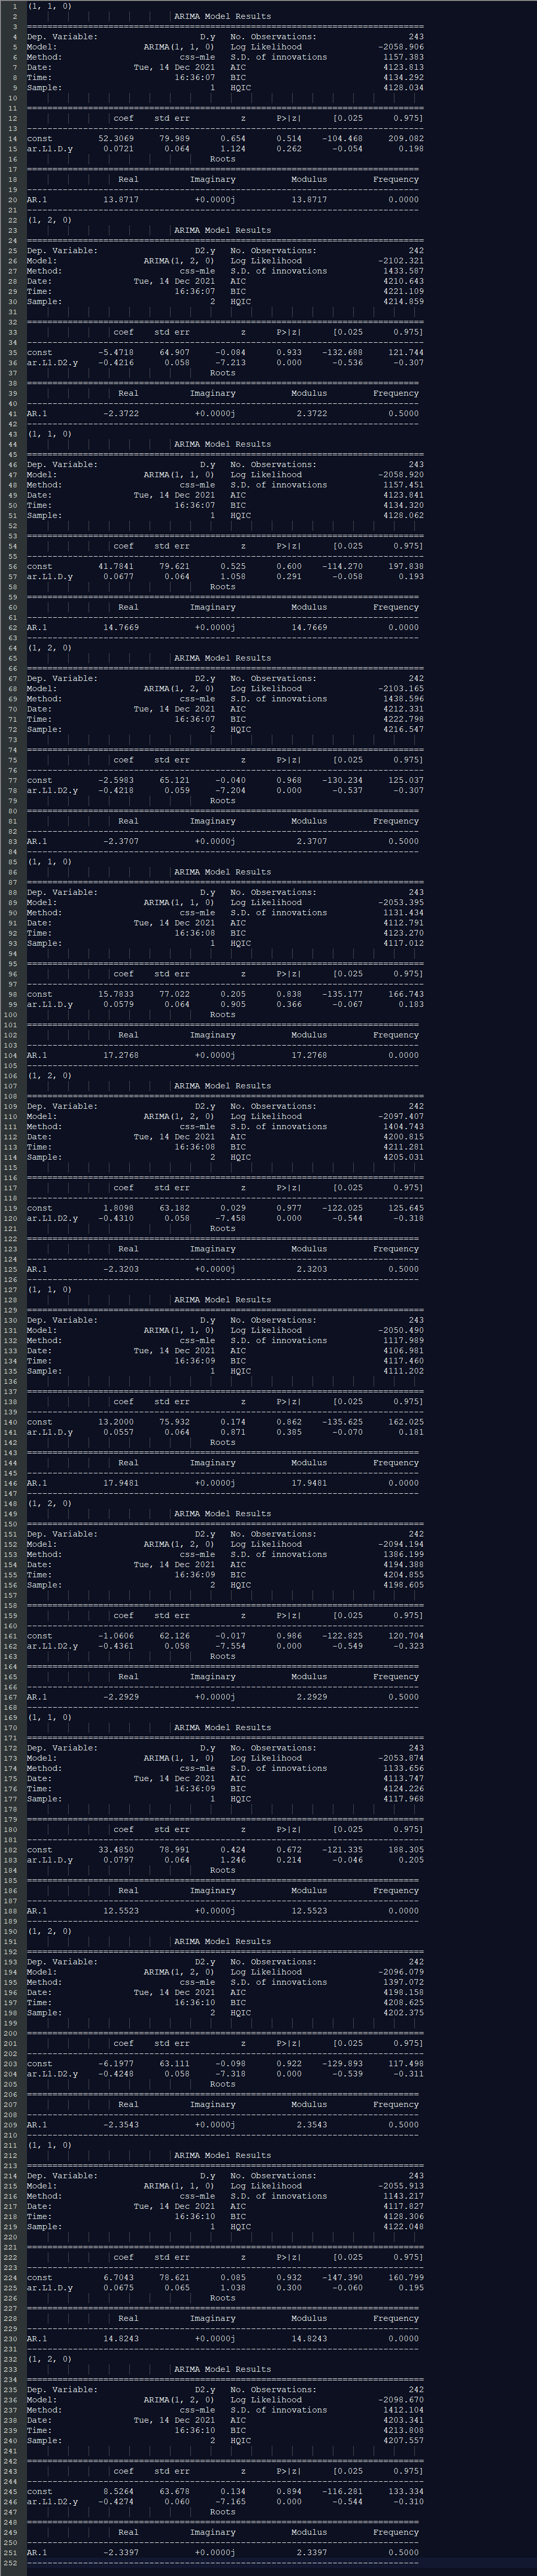 1 (1, 1, 0)
2 ARIMA Model Results
3 ==============================================================================
4 Dep. Variable: D.y No. Observations: 243
5 Model: ARIMA(1, 1, 0) Log Likelihood -2058.906
6 Method: css-mle S.D. of innovations 1157.383
7 Date: Tue, 14 Dec 2021 AIC 4123.813
8 Time: 16:36:07 BIC 4134.292
9 Sample: 1 HQIC 4128.034
10
11 ==============================================================================
12 coef std err z P>|z| [0.025 0.975]
13 ------------------------------------------------------------------------------
14 const 52.3069 79.989 0.654 0.514 -104.468 209.082
15 ar.L1.D.y 0.0721 0.064 1.124 0.262 -0.054 0.198
16 Roots
17 =============================================================================
18 Real Imaginary Modulus Frequency
19 -----------------------------------------------------------------------------
20 AR.1 13.8717 +0.0000j 13.8717 0.0000
21 -----------------------------------------------------------------------------
22 (1, 2, 0)
23 ARIMA Model Results
24 ==============================================================================
25 Dep. Variable: D2.y No. Observations: 242
26 Model: ARIMA(1, 2, 0) Log Likelihood -2102.321
27 Method: css-mle S.D. of innovations 1433.587
28 Date: Tue, 14 Dec 2021 AIC 4210.643
29 Time: 16:36:07 BIC 4221.109
30 Sample: 2 HQIC 4214.859
31
32 ==============================================================================
33 coef std err z P>|z| [0.025 0.975]
34 ------------------------------------------------------------------------------
35 const -5.4718 64.907 -0.084 0.933 -132.688 121.744
36 ar.L1.D2.y -0.4216 0.058 -7.213 0.000 -0.536 -0.307
37 Roots
38 =============================================================================
39 Real Imaginary Modulus Frequency
40 -----------------------------------------------------------------------------
41 AR.1 -2.3722 +0.0000j 2.3722 0.5000
42 -----------------------------------------------------------------------------
43 (1, 1, 0)
44 ARIMA Model Results
45 ==============================================================================
46 Dep. Variable: D.y No. Observations: 243
47 Model: ARIMA(1, 1, 0) Log Likelihood -2058.920
48 Method: css-mle S.D. of innovations 1157.451
49 Date: Tue, 14 Dec 2021 AIC 4123.841
50 Time: 16:36:07 BIC 4134.320
51 Sample: 1 HQIC 4128.062
52
53 ==============================================================================
54 coef std err z P>|z| [0.025 0.975]
55 ------------------------------------------------------------------------------
56 const 41.7841 79.621 0.525 0.600 -114.270 197.838
57 ar.L1.D.y 0.0677 0.064 1.058 0.291 -0.058 0.193
58 Roots
59 =============================================================================
60 Real Imaginary Modulus Frequency
61 -----------------------------------------------------------------------------
62 AR.1 14.7669 +0.0000j 14.7669 0.0000
63 -----------------------------------------------------------------------------
64 (1, 2, 0)
65 ARIMA Model Results
66 ==============================================================================
67 Dep. Variable: D2.y No. Observations: 242
68 Model: ARIMA(1, 2, 0) Log Likelihood -2103.165
69 Method: css-mle S.D. of innovations 1438.596
70 Date: Tue, 14 Dec 2021 AIC 4212.331
71 Time: 16:36:07 BIC 4222.798
72 Sample: 2 HQIC 4216.547
73
74 ==============================================================================
75 coef std err z P>|z| [0.025 0.975]
76 ------------------------------------------------------------------------------
77 const -2.5983 65.121 -0.040 0.968 -130.234 125.037
78 ar.L1.D2.y -0.4218 0.059 -7.204 0.000 -0.537 -0.307
79 Roots
80 =============================================================================
81 Real Imaginary Modulus Frequency
82 -----------------------------------------------------------------------------
83 AR.1 -2.3707 +0.0000j 2.3707 0.5000
84 -----------------------------------------------------------------------------
85 (1, 1, 0)
86 ARIMA Model Results
87 ==============================================================================
88 Dep. Variable: D.y No. Observations: 243
89 Model: ARIMA(1, 1, 0) Log Likelihood -2053.395
90 Method: css-mle S.D. of innovations 1131.434
91 Date: Tue, 14 Dec 2021 AIC 4112.791
92 Time: 16:36:08 BIC 4123.270
93 Sample: 1 HQIC 4117.012
94
95 ==============================================================================
96 coef std err z P>|z| [0.025 0.975]
97 ------------------------------------------------------------------------------
98 const 15.7833 77.022 0.205 0.838 -135.177 166.743
99 ar.L1.D.y 0.0579 0.064 0.905 0.366 -0.067 0.183
100 Roots
101 =============================================================================
102 Real Imaginary Modulus Frequency
103 -----------------------------------------------------------------------------
104 AR.1 17.2768 +0.0000j 17.2768 0.0000
105 -----------------------------------------------------------------------------
106 (1, 2, 0)
107 ARIMA Model Results
108 ==============================================================================
109 Dep. Variable: D2.y No. Observations: 242
110 Model: ARIMA(1, 2, 0) Log Likelihood -2097.407
111 Method: css-mle S.D. of innovations 1404.743
112 Date: Tue, 14 Dec 2021 AIC 4200.815
113 Time: 16:36:08 BIC 4211.281
114 Sample: 2 HQIC 4205.031
115
116 ==============================================================================
117 coef std err z P>|z| [0.025 0.975]
118 ------------------------------------------------------------------------------
119 const 1.8098 63.182 0.029 0.977 -122.025 125.645
120 ar.L1.D2.y -0.4310 0.058 -7.458 0.000 -0.544 -0.318
121 Roots
122 =============================================================================
123 Real Imaginary Modulus Frequency
124 -----------------------------------------------------------------------------
125 AR.1 -2.3203 +0.0000j 2.3203 0.5000
126 -----------------------------------------------------------------------------
127 (1, 1, 0)
128 ARIMA Model Results
129 ==============================================================================
130 Dep. Variable: D.y No. Observations: 243
131 Model: ARIMA(1, 1, 0) Log Likelihood -2050.490
132 Method: css-mle S.D. of innovations 1117.989
133 Date: Tue, 14 Dec 2021 AIC 4106.981
134 Time: 16:36:09 BIC 4117.460
135 Sample: 1 HQIC 4111.202
136
137 ==============================================================================
138 coef std err z P>|z| [0.025 0.975]
139 ------------------------------------------------------------------------------
140 const 13.2000 75.932 0.174 0.862 -135.625 162.025
141 ar.L1.D.y 0.0557 0.064 0.871 0.385 -0.070 0.181
142 Roots
143 =============================================================================
144 Real Imaginary Modulus Frequency
145 -----------------------------------------------------------------------------
146 AR.1 17.9481 +0.0000j 17.9481 0.0000
147 -----------------------------------------------------------------------------
148 (1, 2, 0)
149 ARIMA Model Results
150 ==============================================================================
151 Dep. Variable: D2.y No. Observations: 242
152 Model: ARIMA(1, 2, 0) Log Likelihood -2094.194
153 Method: css-mle S.D. of innovations 1386.199
154 Date: Tue, 14 Dec 2021 AIC 4194.388
155 Time: 16:36:09 BIC 4204.855
156 Sample: 2 HQIC 4198.605
157
158 ==============================================================================
159 coef std err z P>|z| [0.025 0.975]
160 ------------------------------------------------------------------------------
161 const -1.0606 62.126 -0.017 0.986 -122.825 120.704
162 ar.L1.D2.y -0.4361 0.058 -7.554 0.000 -0.549 -0.323
163 Roots
164 =============================================================================
165 Real Imaginary Modulus Frequency
166 -----------------------------------------------------------------------------
167 AR.1 -2.2929 +0.0000j 2.2929 0.5000
168 -----------------------------------------------------------------------------
169 (1, 1, 0)
170 ARIMA Model Results
171 ==============================================================================
172 Dep. Variable: D.y No. Observations: 243
173 Model: ARIMA(1, 1, 0) Log Likelihood -2053.874
174 Method: css-mle S.D. of innovations 1133.656
175 Date: Tue, 14 Dec 2021 AIC 4113.747
176 Time: 16:36:09 BIC 4124.226
177 Sample: 1 HQIC 4117.968
178
179 ==============================================================================
180 coef std err z P>|z| [0.025 0.975]
181 ------------------------------------------------------------------------------
182 const 33.4850 78.991 0.424 0.672 -121.335 188.305
183 ar.L1.D.y 0.0797 0.064 1.246 0.214 -0.046 0.205
184 Roots
185 =============================================================================
186 Real Imaginary Modulus Frequency
187 -----------------------------------------------------------------------------
188 AR.1 12.5523 +0.0000j 12.5523 0.0000
189 -----------------------------------------------------------------------------
190 (1, 2, 0)
191 ARIMA Model Results
192 ==============================================================================
193 Dep. Variable: D2.y No. Observations: 242
194 Model: ARIMA(1, 2, 0) Log Likelihood -2096.079
195 Method: css-mle S.D. of innovations 1397.072
196 Date: Tue, 14 Dec 2021 AIC 4198.158
197 Time: 16:36:10 BIC 4208.625
198 Sample: 2 HQIC 4202.375
199
200 ==============================================================================
201 coef std err z P>|z| [0.025 0.975]
202 ------------------------------------------------------------------------------
203 const -6.1977 63.111 -0.098 0.922 -129.893 117.498
204 ar.L1.D2.y -0.4248 0.058 -7.318 0.000 -0.539 -0.311
205 Roots
206 =============================================================================
207 Real Imaginary Modulus Frequency
208 -----------------------------------------------------------------------------
209 AR.1 -2.3543 +0.0000j 2.3543 0.5000
210 -----------------------------------------------------------------------------
211 (1, 1, 0)
212 ARIMA Model Results
213 ==============================================================================
214 Dep. Variable: D.y No. Observations: 243
215 Model: ARIMA(1, 1, 0) Log Likelihood -2055.913
216 Method: css-mle S.D. of innovations 1143.217
217 Date: Tue, 14 Dec 2021 AIC 4117.827
218 Time: 16:36:10 BIC 4128.306
219 Sample: 1 HQIC 4122.048
220
221 ==============================================================================
222 coef std err z P>|z| [0.025 0.975]
223 ------------------------------------------------------------------------------
224 const 6.7043 78.621 0.085 0.932 -147.390 160.799
225 ar.L1.D.y 0.0675 0.065 1.038 0.300 -0.060 0.195
226 Roots
227 =============================================================================
228 Real Imaginary Modulus Frequency
229 -----------------------------------------------------------------------------
230 AR.1 14.8243 +0.0000j 14.8243 0.0000
231 -----------------------------------------------------------------------------
232 (1, 2, 0)
233 ARIMA Model Results
234 ==============================================================================
235 Dep. Variable: D2.y No. Observations: 242
236 Model: ARIMA(1, 2, 0) Log Likelihood -2098.670
237 Method: css-mle S.D. of innovations 1412.104
238 Date: Tue, 14 Dec 2021 AIC 4203.341
239 Time: 16:36:10 BIC 4213.808
240 Sample: 2 HQIC 4207.557
241
242 ==============================================================================
243 coef std err z P>|z| [0.025 0.975]
244 ------------------------------------------------------------------------------
245 const 8.5264 63.678 0.134 0.894 -116.281 133.334
246 ar.L1.D2.y -0.4274 0.060 -7.165 0.000 -0.544 -0.310
247 Roots
248 =============================================================================
249 Real Imaginary Modulus Frequency
250 -----------------------------------------------------------------------------
251 AR.1 -2.3397 +0.0000j 2.3397 0.5000
252 -----------------------------------------------------------------------------